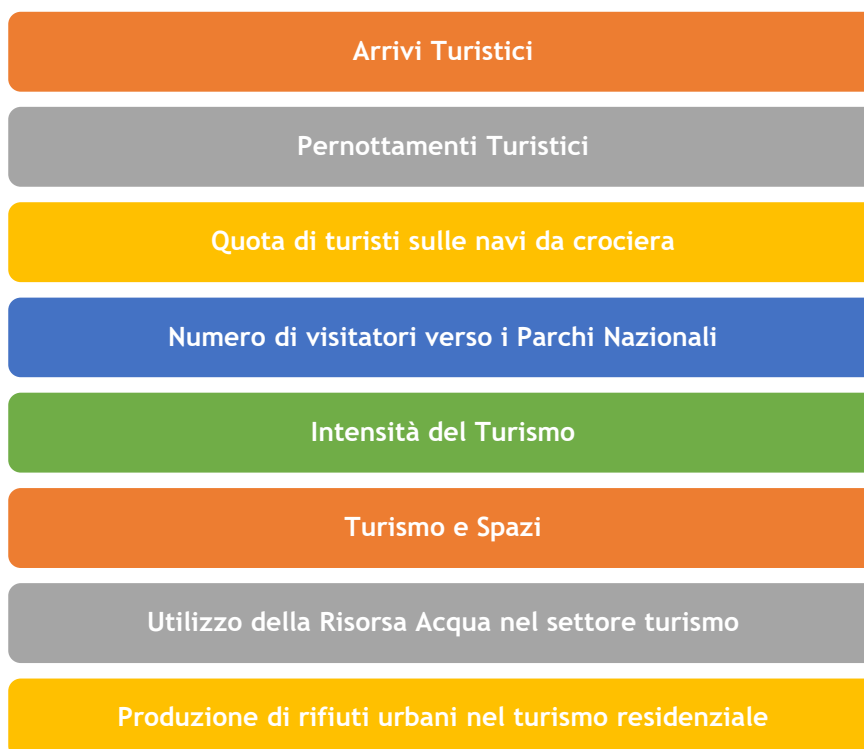 Arrivi Turistici
Pernottamenti Turistici
Quota di turisti sulle navi da crociera
Numero di visitatori verso i Parchi Nazionali
Intensità del Turismo
Turismo e Spazi
Utilizzo della Risorsa Acqua nel settore turismo
Produzione di rifiuti urbani nel turismo residenziale